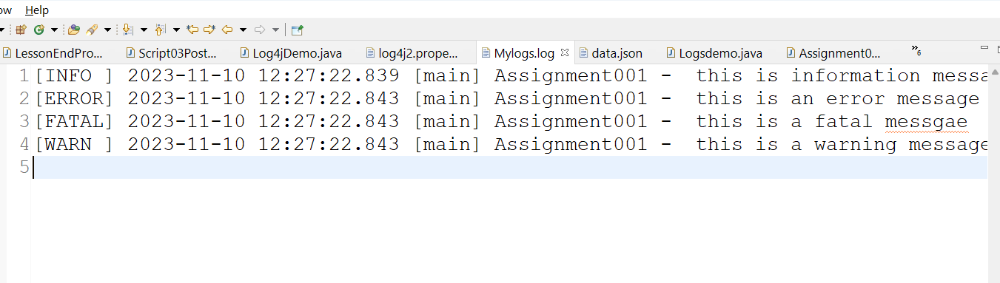 Help
LessonEndPro... Script03Post... Log4jDemo.java log4j2.prope... Mylogs.log data.json Logsdemo.java Assignment0... »6
1 [INFO ] 2023-11-10 12:27:22.839 [main] Assignment001 -  this is information messa
2 [ERROR] 2023-11-10 12:27:22.843 [main] Assignment001 -  this is an error message
3 [FATAL] 2023-11-10 12:27:22.843 [main] Assignment001 -  this is a fatal messgae
4 [WARN ] 2023-11-10 12:27:22.843 [main] Assignment001 -  this is a warning message
5